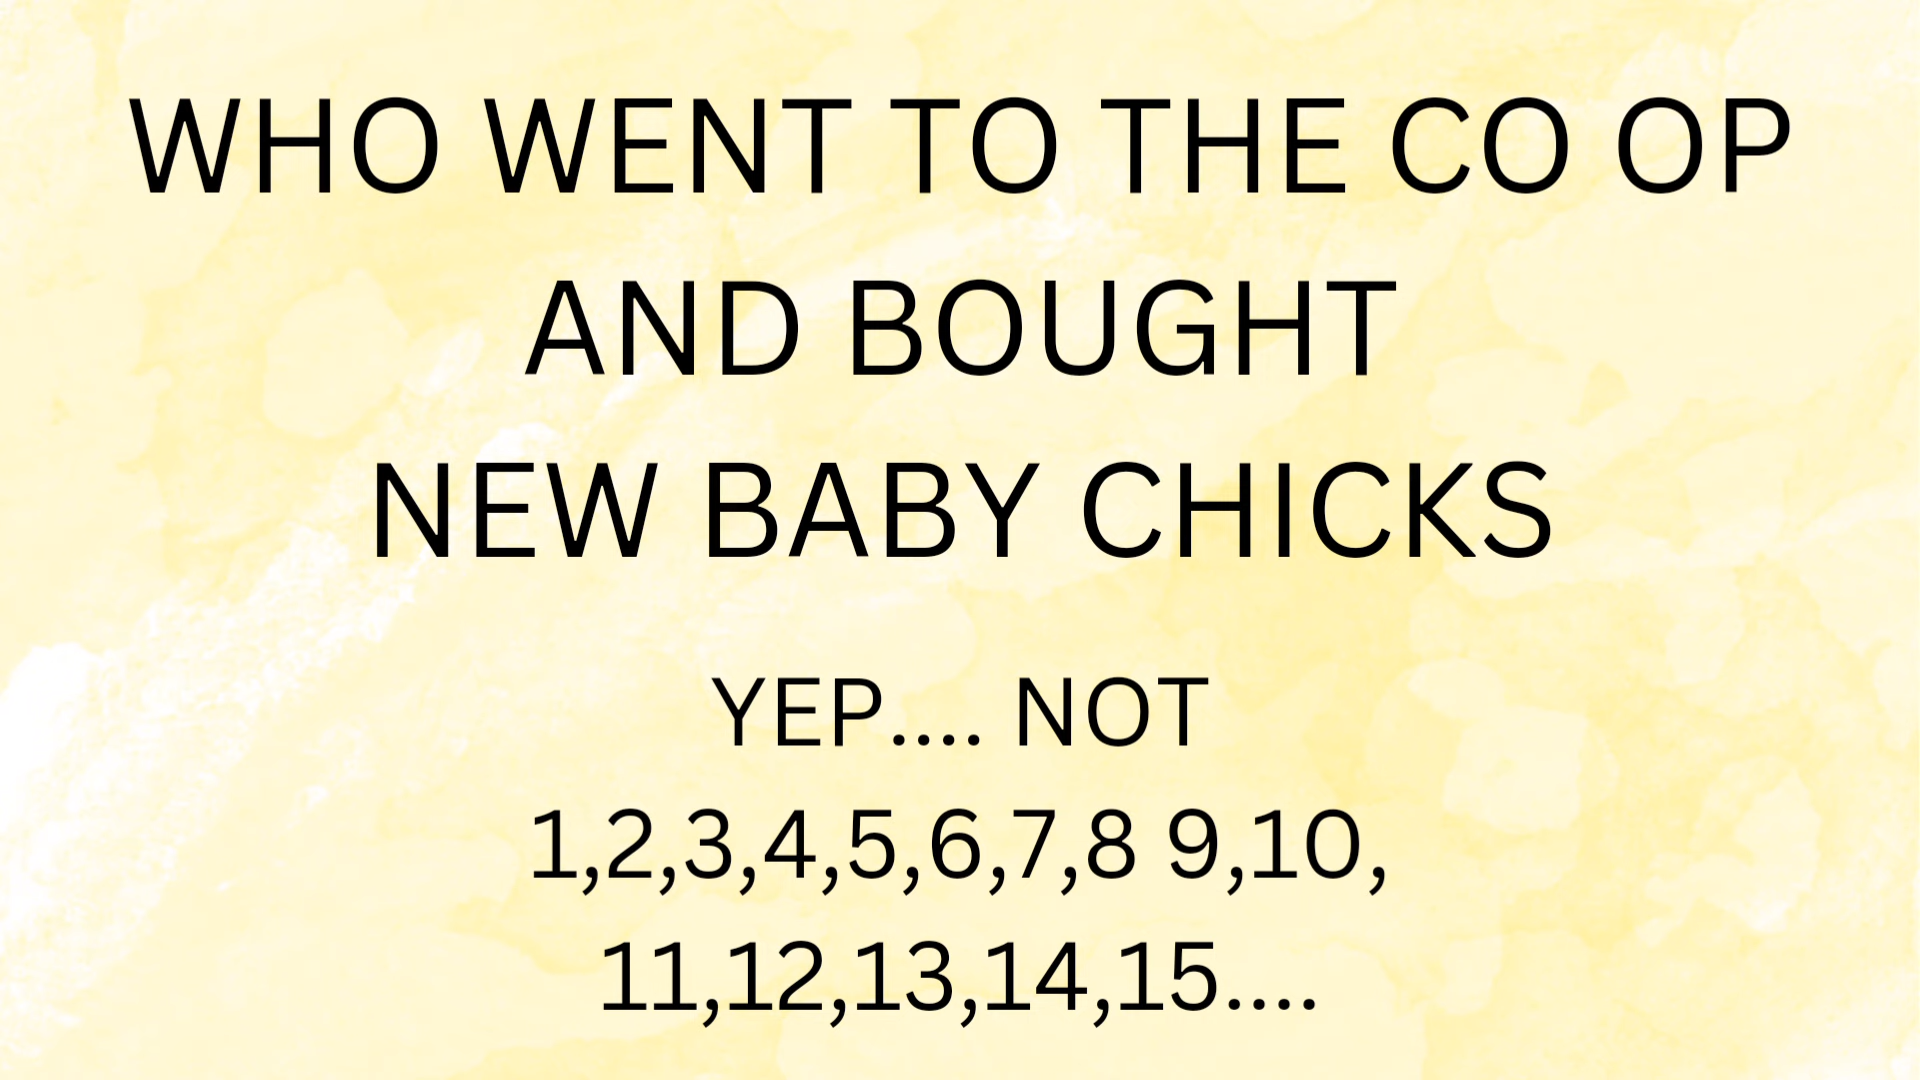 WHO WENT TO THE CO OP
AND BOUGHT
NEW BABY CHICKS
YEP.... NOT
1,2,3,4,5,6,7,8 9,10,
11,12,13,14,15....